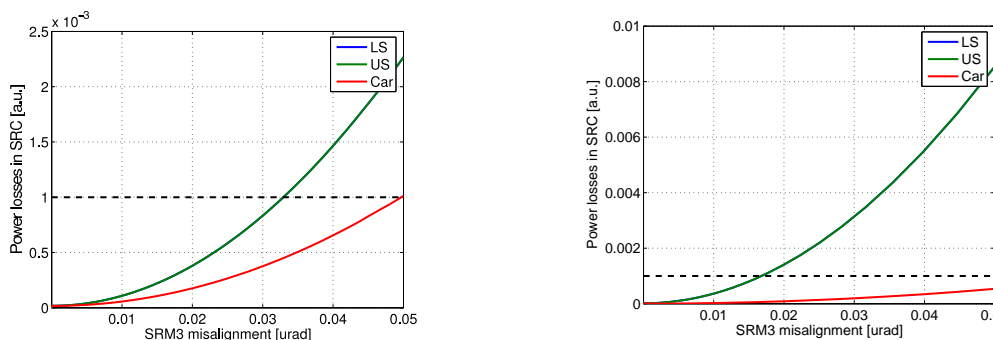 x 10⁻³
2.5
2
1.5
1
0.5
0
Power losses in SRC [a.u.]
LS
US
Car
0.01 0.02 0.03 0.04 0.05
SRM3 misalignment [urad]
0.01
0.008
0.006
0.004
0.002
0
Power losses in SRC [a.u.]
LS
US
Car
0.01 0.02 0.03 0.04
SRM3 misalignment [urad]